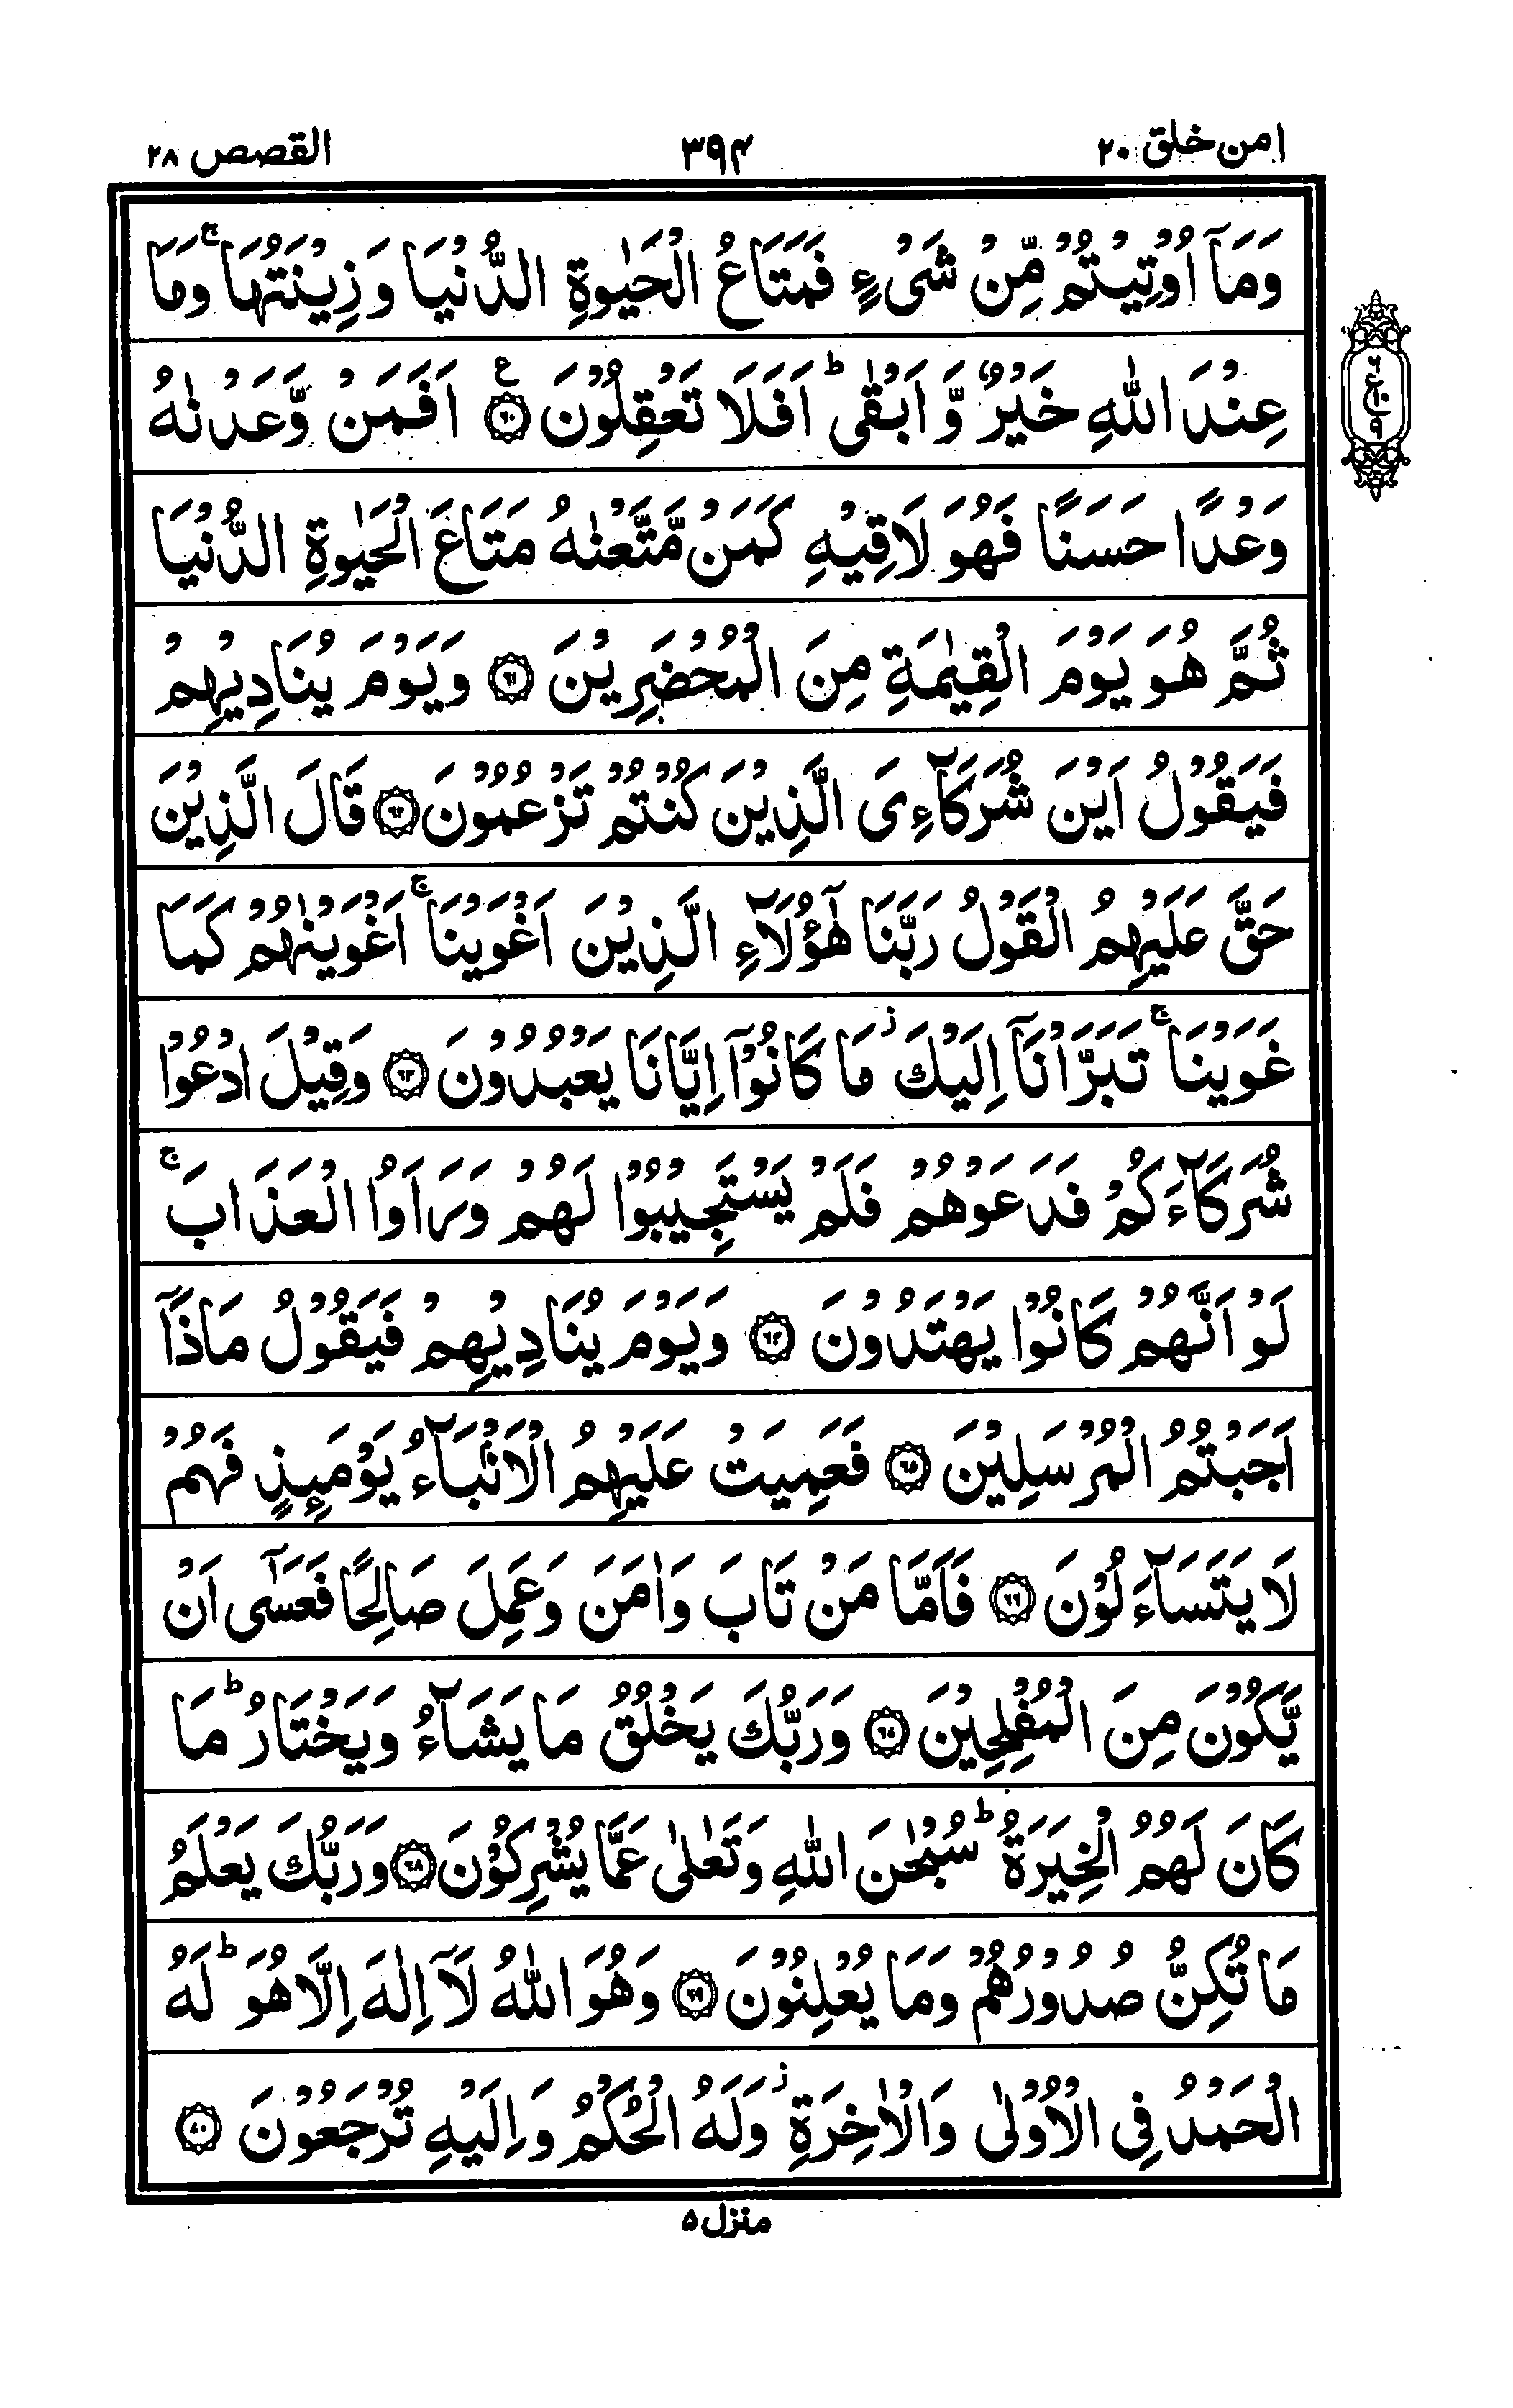 امن خلق ۲۰ ۳۹۴ القصص ۲۸
وَمَآ اُوْتِيْتُمْ مِّنْ شَىْءٍ فَمَتَاعُ الْحَيٰوةِ الدُّنْيَا وَ زِيْنَتُهَا ۚ وَمَا
عِنْدَ اللّٰهِ خَيْرٌ وَّ اَبْقٰى ؕ اَفَلَا تَعْقِلُوْنَ ؑ ۶۰ اَفَمَنْ وَّعَدْنٰهُ
وَعْدًا حَسَنًا فَهُوَ لَاقِيْهِ كَمَنْ مَّتَّعْنٰهُ مَتَاعَ الْحَيٰوةِ الدُّنْيَا
ثُمَّ هُوَ يَوْمَ الْقِيٰمَةِ مِنَ الْمُحْضَرِيْنَ ۶۱ وَيَوْمَ يُنَادِيْهِمْ
فَيَقُوْلُ اَيْنَ شُرَكَآءِىَ الَّذِيْنَ كُنْتُمْ تَزْعُمُوْنَ ۶۲ قَالَ الَّذِيْنَ
حَقَّ عَلَيْهِمُ الْقَوْلُ رَبَّنَا هٰٓؤُلَآءِ الَّذِيْنَ اَغْوَيْنَا ۚ اَغْوَيْنٰهُمْ كَمَا
غَوَيْنَا ۚ تَبَرَّاْنَآ اِلَيْكَ ؗ مَا كَانُوْٓا اِيَّانَا يَعْبُدُوْنَ ۶۳ وَقِيْلَ ادْعُوْا
شُرَكَآءَكُمْ فَدَعَوْهُمْ فَلَمْ يَسْتَجِيْبُوْا لَهُمْ وَرَاَوُا الْعَذَابَ ۚ
لَوْ اَنَّهُمْ كَانُوْا يَهْتَدُوْنَ ۶۴ وَيَوْمَ يُنَادِيْهِمْ فَيَقُوْلُ مَاذَآ
اَجَبْتُمُ الْمُرْسَلِيْنَ ۶۵ فَعَمِيَتْ عَلَيْهِمُ الْاَنْۢبَآءُ يَوْمَئِذٍ فَهُمْ
لَا يَتَسَآءَلُوْنَ ۶۶ فَاَمَّا مَنْ تَابَ وَاٰمَنَ وَعَمِلَ صَالِحًا فَعَسٰٓى اَنْ
يَّكُوْنَ مِنَ الْمُفْلِحِيْنَ ۶۷ وَرَبُّكَ يَخْلُقُ مَا يَشَآءُ وَيَخْتَارُ ؕ مَا
كَانَ لَهُمُ الْخِيَرَةُ ؕ سُبْحٰنَ اللّٰهِ وَتَعٰلٰى عَمَّا يُشْرِكُوْنَ ۶۸ وَرَبُّكَ يَعْلَمُ
مَا تُكِنُّ صُدُوْرُهُمْ وَمَا يُعْلِنُوْنَ ۶۹ وَهُوَ اللّٰهُ لَآ اِلٰهَ اِلَّا هُوَ ؕ لَهُ
الْحَمْدُ فِى الْاُوْلٰى وَالْاٰخِرَةِ ؗ وَلَهُ الْحُكْمُ وَاِلَيْهِ تُرْجَعُوْنَ ۷۰
منزل ۵